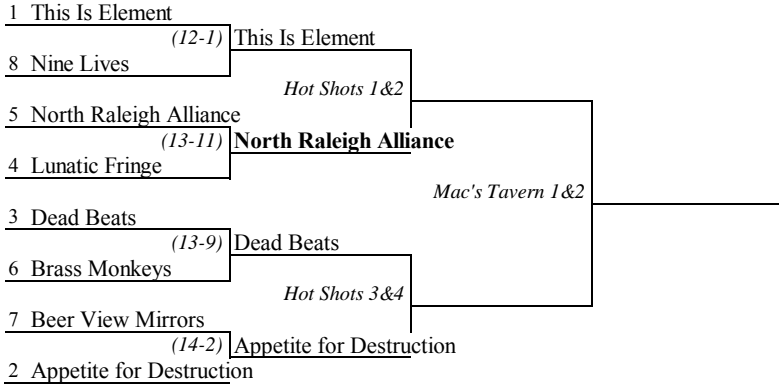 1 This Is Element
(12-1) This Is Element
8 Nine Lives
Hot Shots 1&2
5 North Raleigh Alliance
(13-11) North Raleigh Alliance
4 Lunatic Fringe
Mac's Tavern 1&2
3 Dead Beats
(13-9) Dead Beats
6 Brass Monkeys
Hot Shots 3&4
7 Beer View Mirrors
(14-2) Appetite for Destruction
2 Appetite for Destruction